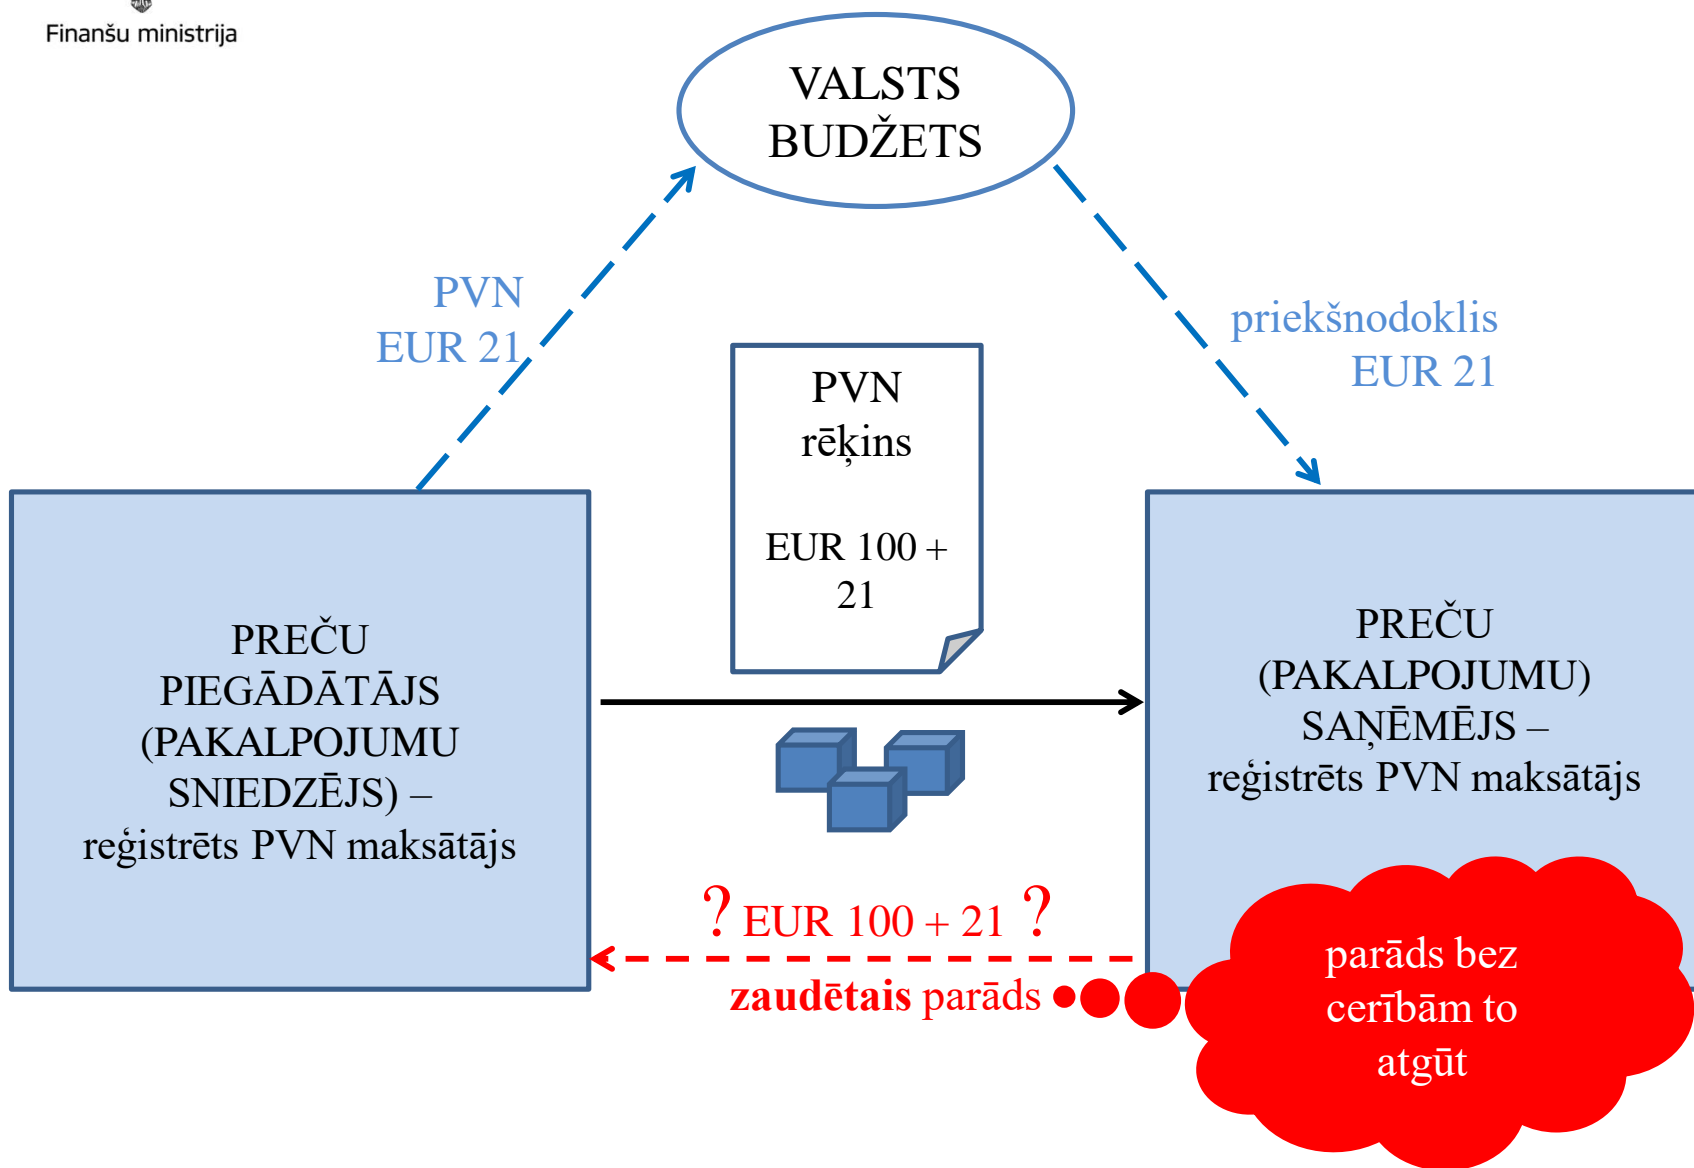 Finanšu ministrija
VALSTS
BUDŽETS
PVN
EUR 21
priekšnodoklis
EUR 21
PVN
rēķins
EUR 100 +
21
PREČU
PIEGĀDĀTĀJS
(PAKALPOJUMU
SNIEDZĒJS) –
reģistrēts PVN maksātājs
PREČU
(PAKALPOJUMU)
SAŅĒMĒJS –
reģistrēts PVN maksātājs
? EUR 100 + 21 ?
zaudētais parāds
parāds bez
cerībām to
atgūt